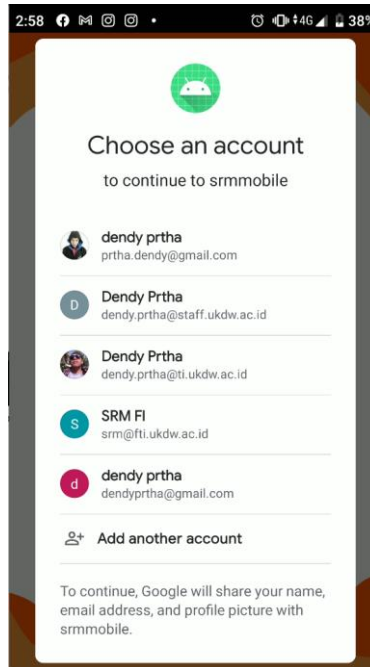 2:58
4G 38%
Choose an account
to continue to srmmobile
dendy prtha
prtha.dendy@gmail.com
D
Dendy Prtha
dendy.prtha@staff.ukdw.ac.id
Dendy Prtha
dendy.prtha@ti.ukdw.ac.id
S
SRM FI
srm@fti.ukdw.ac.id
d
dendy prtha
dendyprtha@gmail.com
Add another account
To continue, Google will share your name,
email address, and profile picture with
srmmobile.